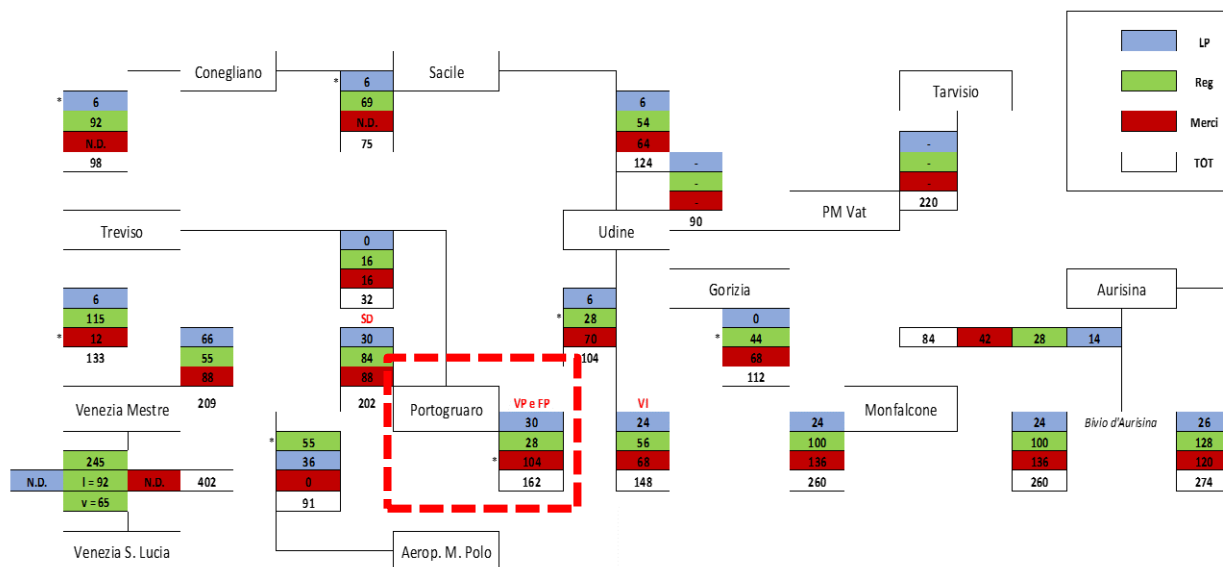 LP
Conegliano
Sacile
* 6
Tarvisio
Reg
* 6
69
6
92
N.D.
54
Merci
N.D.
75
64
98
124
-
-
TOT
-
-
-
-
220
90
PM Vat
Treviso
Udine
0
16
Gorizia
Aurisina
6
16
6
115
32
* 28
0
* 12
SD
70
* 44
84 42 28 14
133
66
30
104
68
55
84
112
88
88
Venezia Mestre
209
202
Portogruaro
VP e FP
VI
Monfalcone
Bivio d'Aurisina
30
24
24
24
26
* 55
28
56
100
100
128
245
36
* 104
68
136
136
120
N.D. l = 92 N.D. 402
0
162
148
260
260
274
v = 65
91
Venezia S. Lucia
Aerop. M. Polo